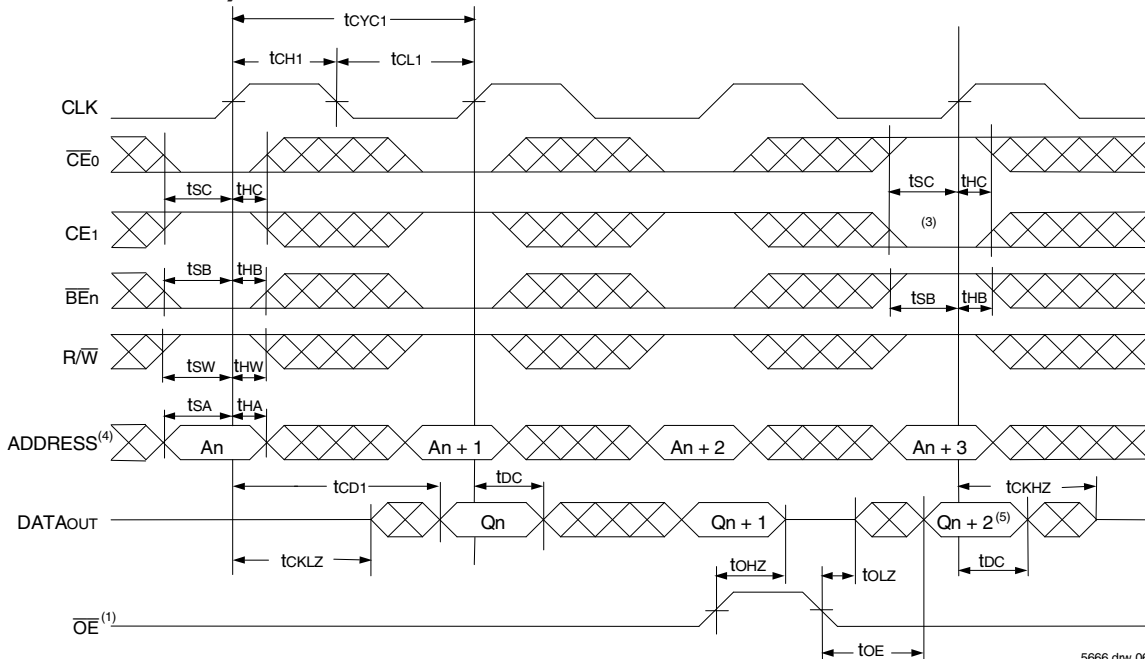 tCYC1
tCH1 tCL1
CLK
CE0
tSC tHC tSC tHC
CE1 (3)
tSB tHB
BEn tSB tHB
R/W
tSW tHW
tSA tHA
ADDRESS(4) An An + 1 An + 2 An + 3
tCD1 tDC tCKHZ
DATAOUT Qn Qn + 1 Qn + 2(5)
tCKLZ tOHZ tOLZ tDC
OE(1)
tOE